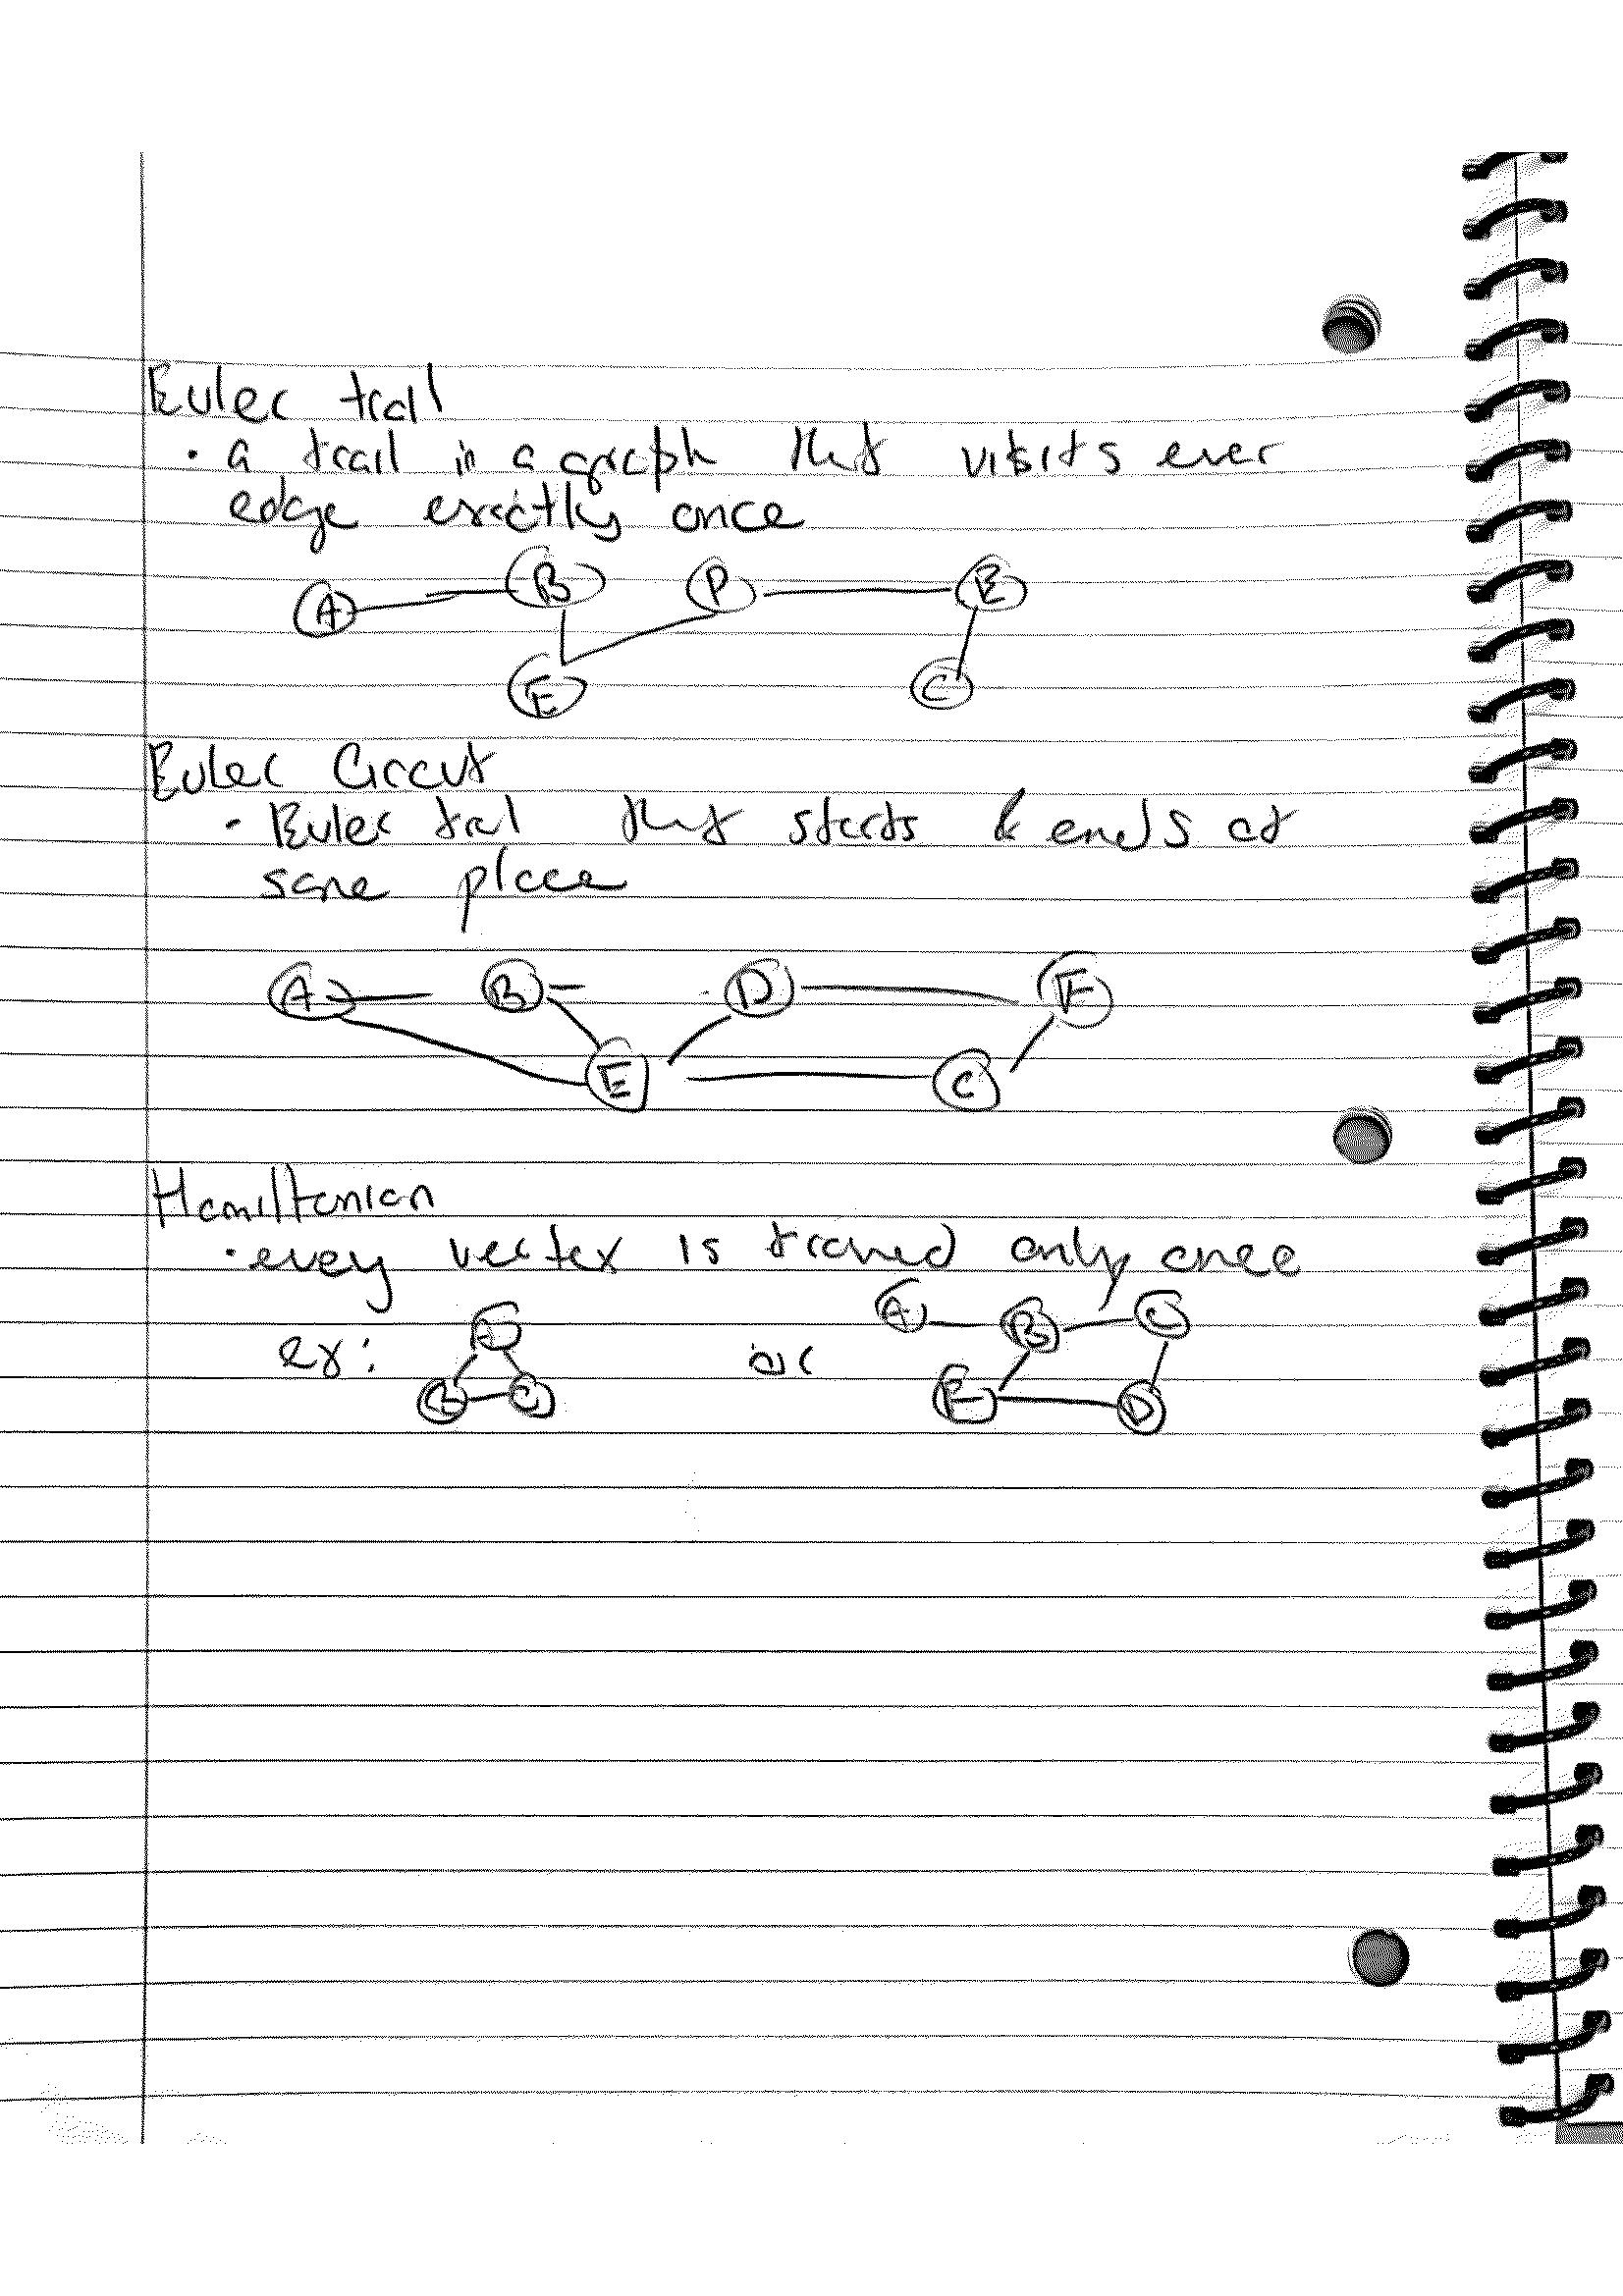 Euler trail
• a trail in a graph that visits ever
edge exactly once
A B P E
E C
Euler Circut
• Euler trail that starts & ends at
same place
A B D F
E C
Hamiltonian
• every vertex is only once
A B C
ex: A or
B C E D